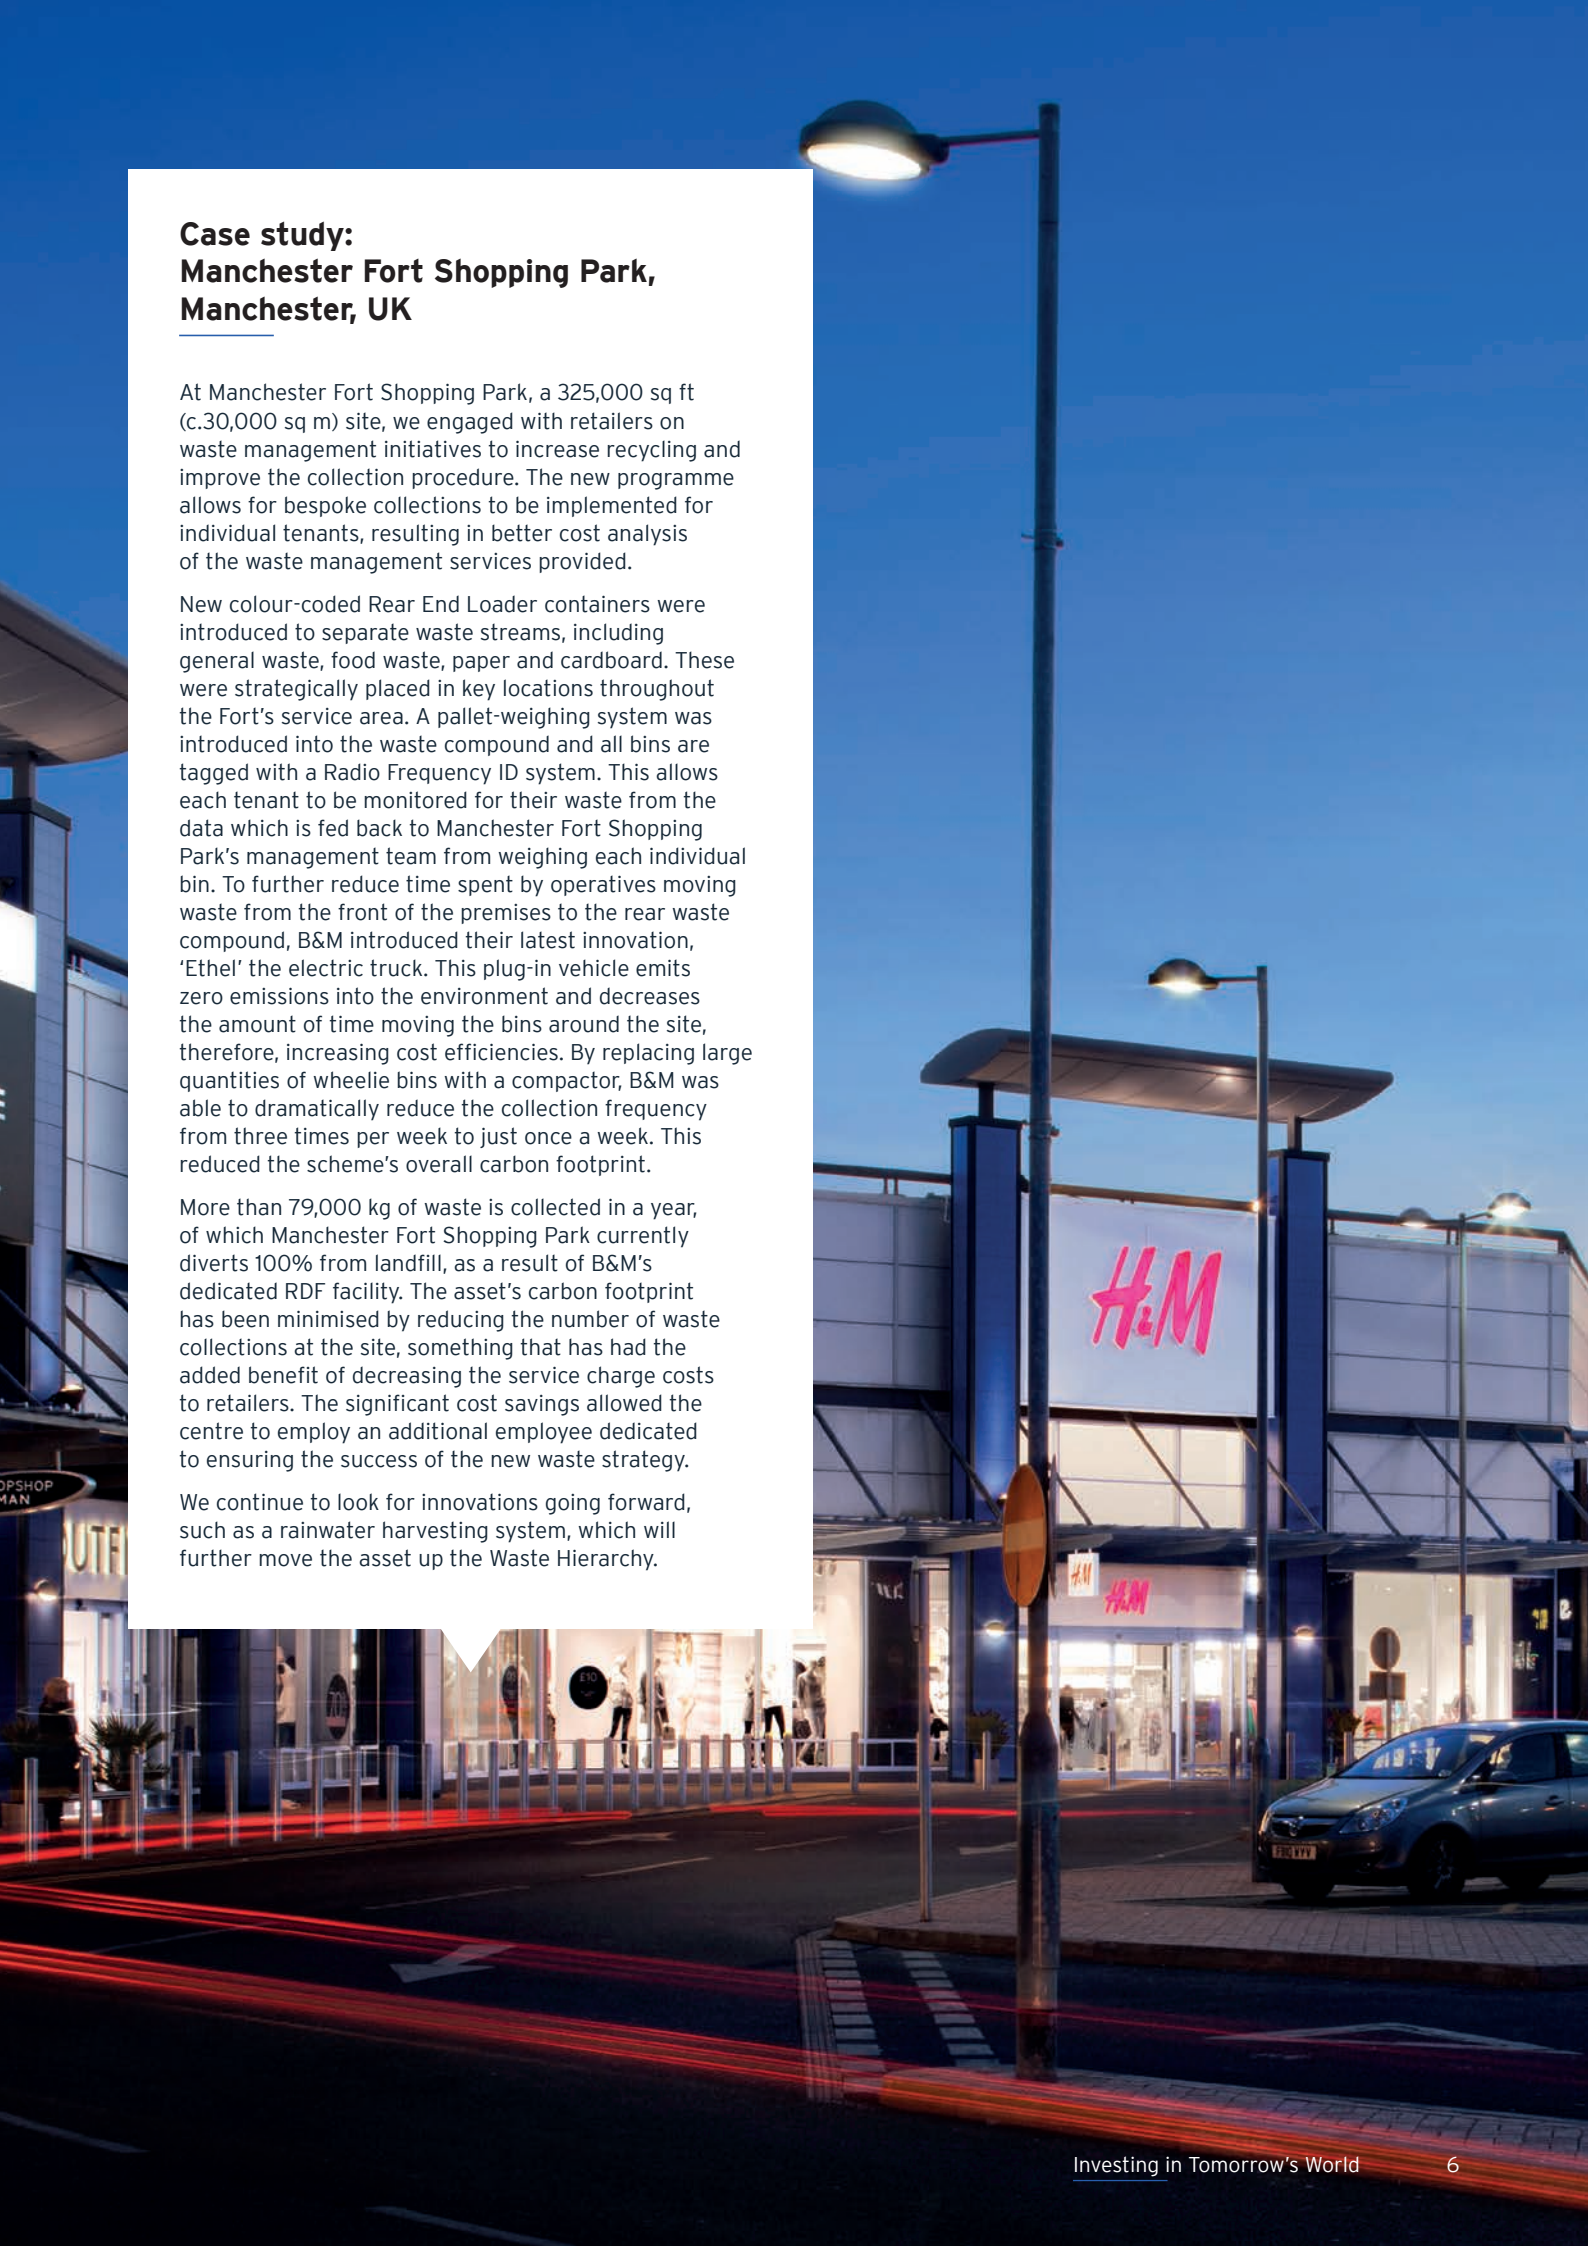 Case study:
Manchester Fort Shopping Park,
Manchester, UK
At Manchester Fort Shopping Park, a 325,000 sq ft
(c.30,000 sq m) site, we engaged with retailers on
waste management initiatives to increase recycling and
improve the collection procedure. The new programme
allows for bespoke collections to be implemented for
individual tenants, resulting in better cost analysis
of the waste management services provided.
New colour-coded Rear End Loader containers were
introduced to separate waste streams, including
general waste, food waste, paper and cardboard. These
were strategically placed in key locations throughout
the Fort’s service area. A pallet-weighing system was
introduced into the waste compound and all bins are
tagged with a Radio Frequency ID system. This allows
each tenant to be monitored for their waste from the
data which is fed back to Manchester Fort Shopping
Park’s management team from weighing each individual
bin. To further reduce time spent by operatives moving
waste from the front of the premises to the rear waste
compound, B&M introduced their latest innovation,
‘Ethel’ the electric truck. This plug-in vehicle emits
zero emissions into the environment and decreases
the amount of time moving the bins around the site,
therefore, increasing cost efficiencies. By replacing large
quantities of wheelie bins with a compactor, B&M was
able to dramatically reduce the collection frequency
from three times per week to just once a week. This
reduced the scheme’s overall carbon footprint.
More than 79,000 kg of waste is collected in a year,
of which Manchester Fort Shopping Park currently
diverts 100% from landfill, as a result of B&M’s
dedicated RDF facility. The asset’s carbon footprint
has been minimised by reducing the number of waste
collections at the site, something that has had the
added benefit of decreasing the service charge costs
to retailers. The significant cost savings allowed the
centre to employ an additional employee dedicated
to ensuring the success of the new waste strategy.
We continue to look for innovations going forward,
such as a rainwater harvesting system, which will
further move the asset up the Waste Hierarchy.
H&M
OPSHOP
MAN
OUTFI
H&M
H&M
£10
70%
Investing in Tomorrow’s World 6